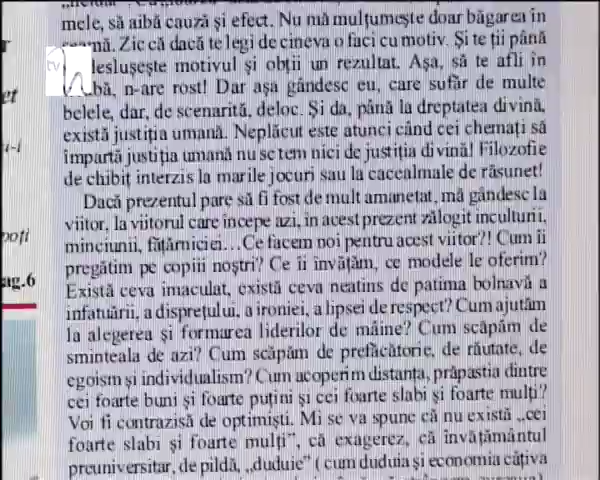 mele, să aibă cauză și efect. Nu mă mulțumește doar băgarea în
Zic că dacă te legi de cineva o faci cu motiv. Și te ții până
deslușește motivul și obții un rezultat. Așa, să te afli în
n-are rost! Dar așa gândesc eu, care sufăr de multe
belele, dar, de scenarită, deloc. Și da, până la dreptatea divină,
există justiția umană. Neplăcut este atunci când cei chemați să
împartă justiția umană nu se tem nici de justiția divină! Filozofie
de chibiț interzis la marile jocuri sau la cacealmale de răsunet!
Dacă prezentul pare să fi fost de mult amanetat, mă gândesc la
viitor, la viitorul care începe azi, în acest prezent zălogit inculturii,
minciunii, fățărniciei…Ce facem noi pentru acest viitor?! Cum îi
pregătim pe copiii noștri? Ce îi învățăm, ce modele le oferim?
Există ceva imaculat, există ceva neatins de patima bolnavă a
infatuării, a disprețului, a ironiei, a lipsei de respect? Cum ajutăm
la alegerea și formarea liderilor de mâine? Cum scăpăm de
sminteala de azi? Cum scăpăm de prefăcătorie, de răutate, de
egoism și individualism? Cum acoperim distanța, prăpastia dintre
cei foarte buni și foarte puțini și cei foarte slabi și foarte mulți?
Voi fi contrazisă de optimiști. Mi se va spune că nu există „cei
foarte slabi și foarte mulți”, că exagerez, că învățământul
preuniversitar, de pildă, „duduie” ( cum duduia și economia câțiva
et
u-i
poți
ag.6
tv